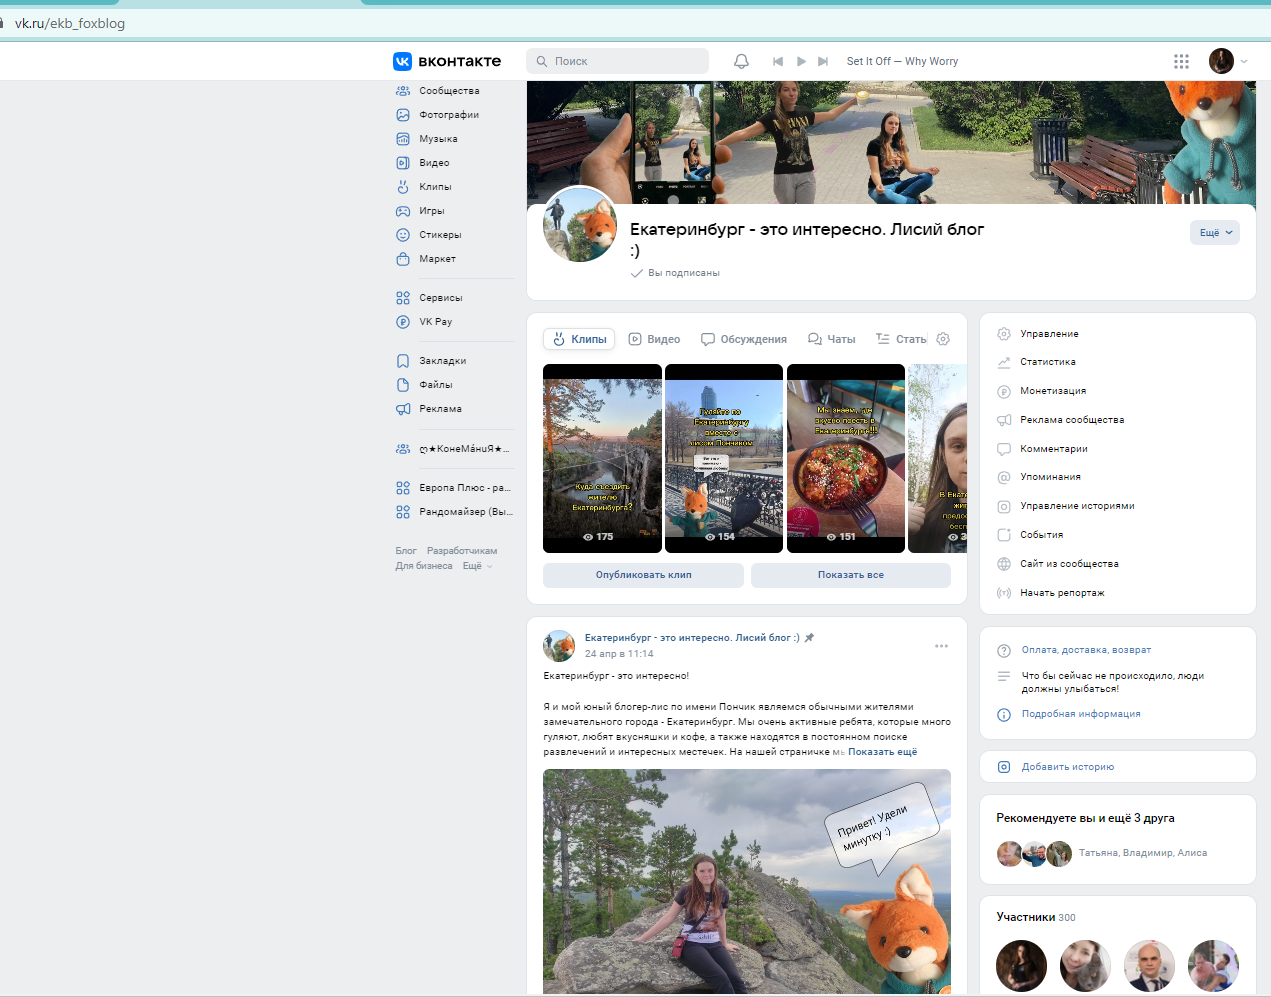 vk.ru/ekb_foxblog
вконтакте
Поиск
Set It Off — Why Worry
Сообщества
Фотографии
Музыка
Видео
Клипы
Игры
Стикеры
Маркет
Сервисы
VK Pay
Закладки
Файлы
Реклама
ღ★КонеМáниЯ★...
Европа Плюс - ра...
Рандомайзер (Вы...
Блог Разработчикам
Для бизнеса Ещё
NIRVANA
Екатеринбург - это интересно. Лисий блог
:)
Вы подписаны
Ещё
Клипы Видео Обсуждения Чаты Стать
Куда съездить
жителю
Екатеринбурга?
175
Гуляйте по
Екатеринбургу
вместе с
лисом Пончиком
154
Мы знаем, где
вкусно поесть в
Екатеринбурге!!!
151
В Екате
жит
предос
бесп
Опубликовать клип
Показать все
Екатеринбург - это интересно. Лисий блог :)
24 апр в 11:14
Екатеринбург - это интересно!
Я и мой юный блогер-лис по имени Пончик являемся обычными жителями
замечательного города - Екатеринбург. Мы очень активные ребята, которые много
гуляют, любят вкусняшки и кофе, а также находятся в постоянном поиске
развлечений и интересных местечек. На нашей страничке мы Показать ещё
Привет! Удели
минутку :)
Управление
Статистика
Монетизация
Реклама сообщества
Комментарии
Упоминания
Управление историями
События
Сайт из сообщества
Начать репортаж
Оплата, доставка, возврат
Что бы сейчас не происходило, люди
должны улыбаться!
Подробная информация
Добавить историю
Рекомендуете вы и ещё 3 друга
Татьяна, Владимир, Алиса
Участники 300